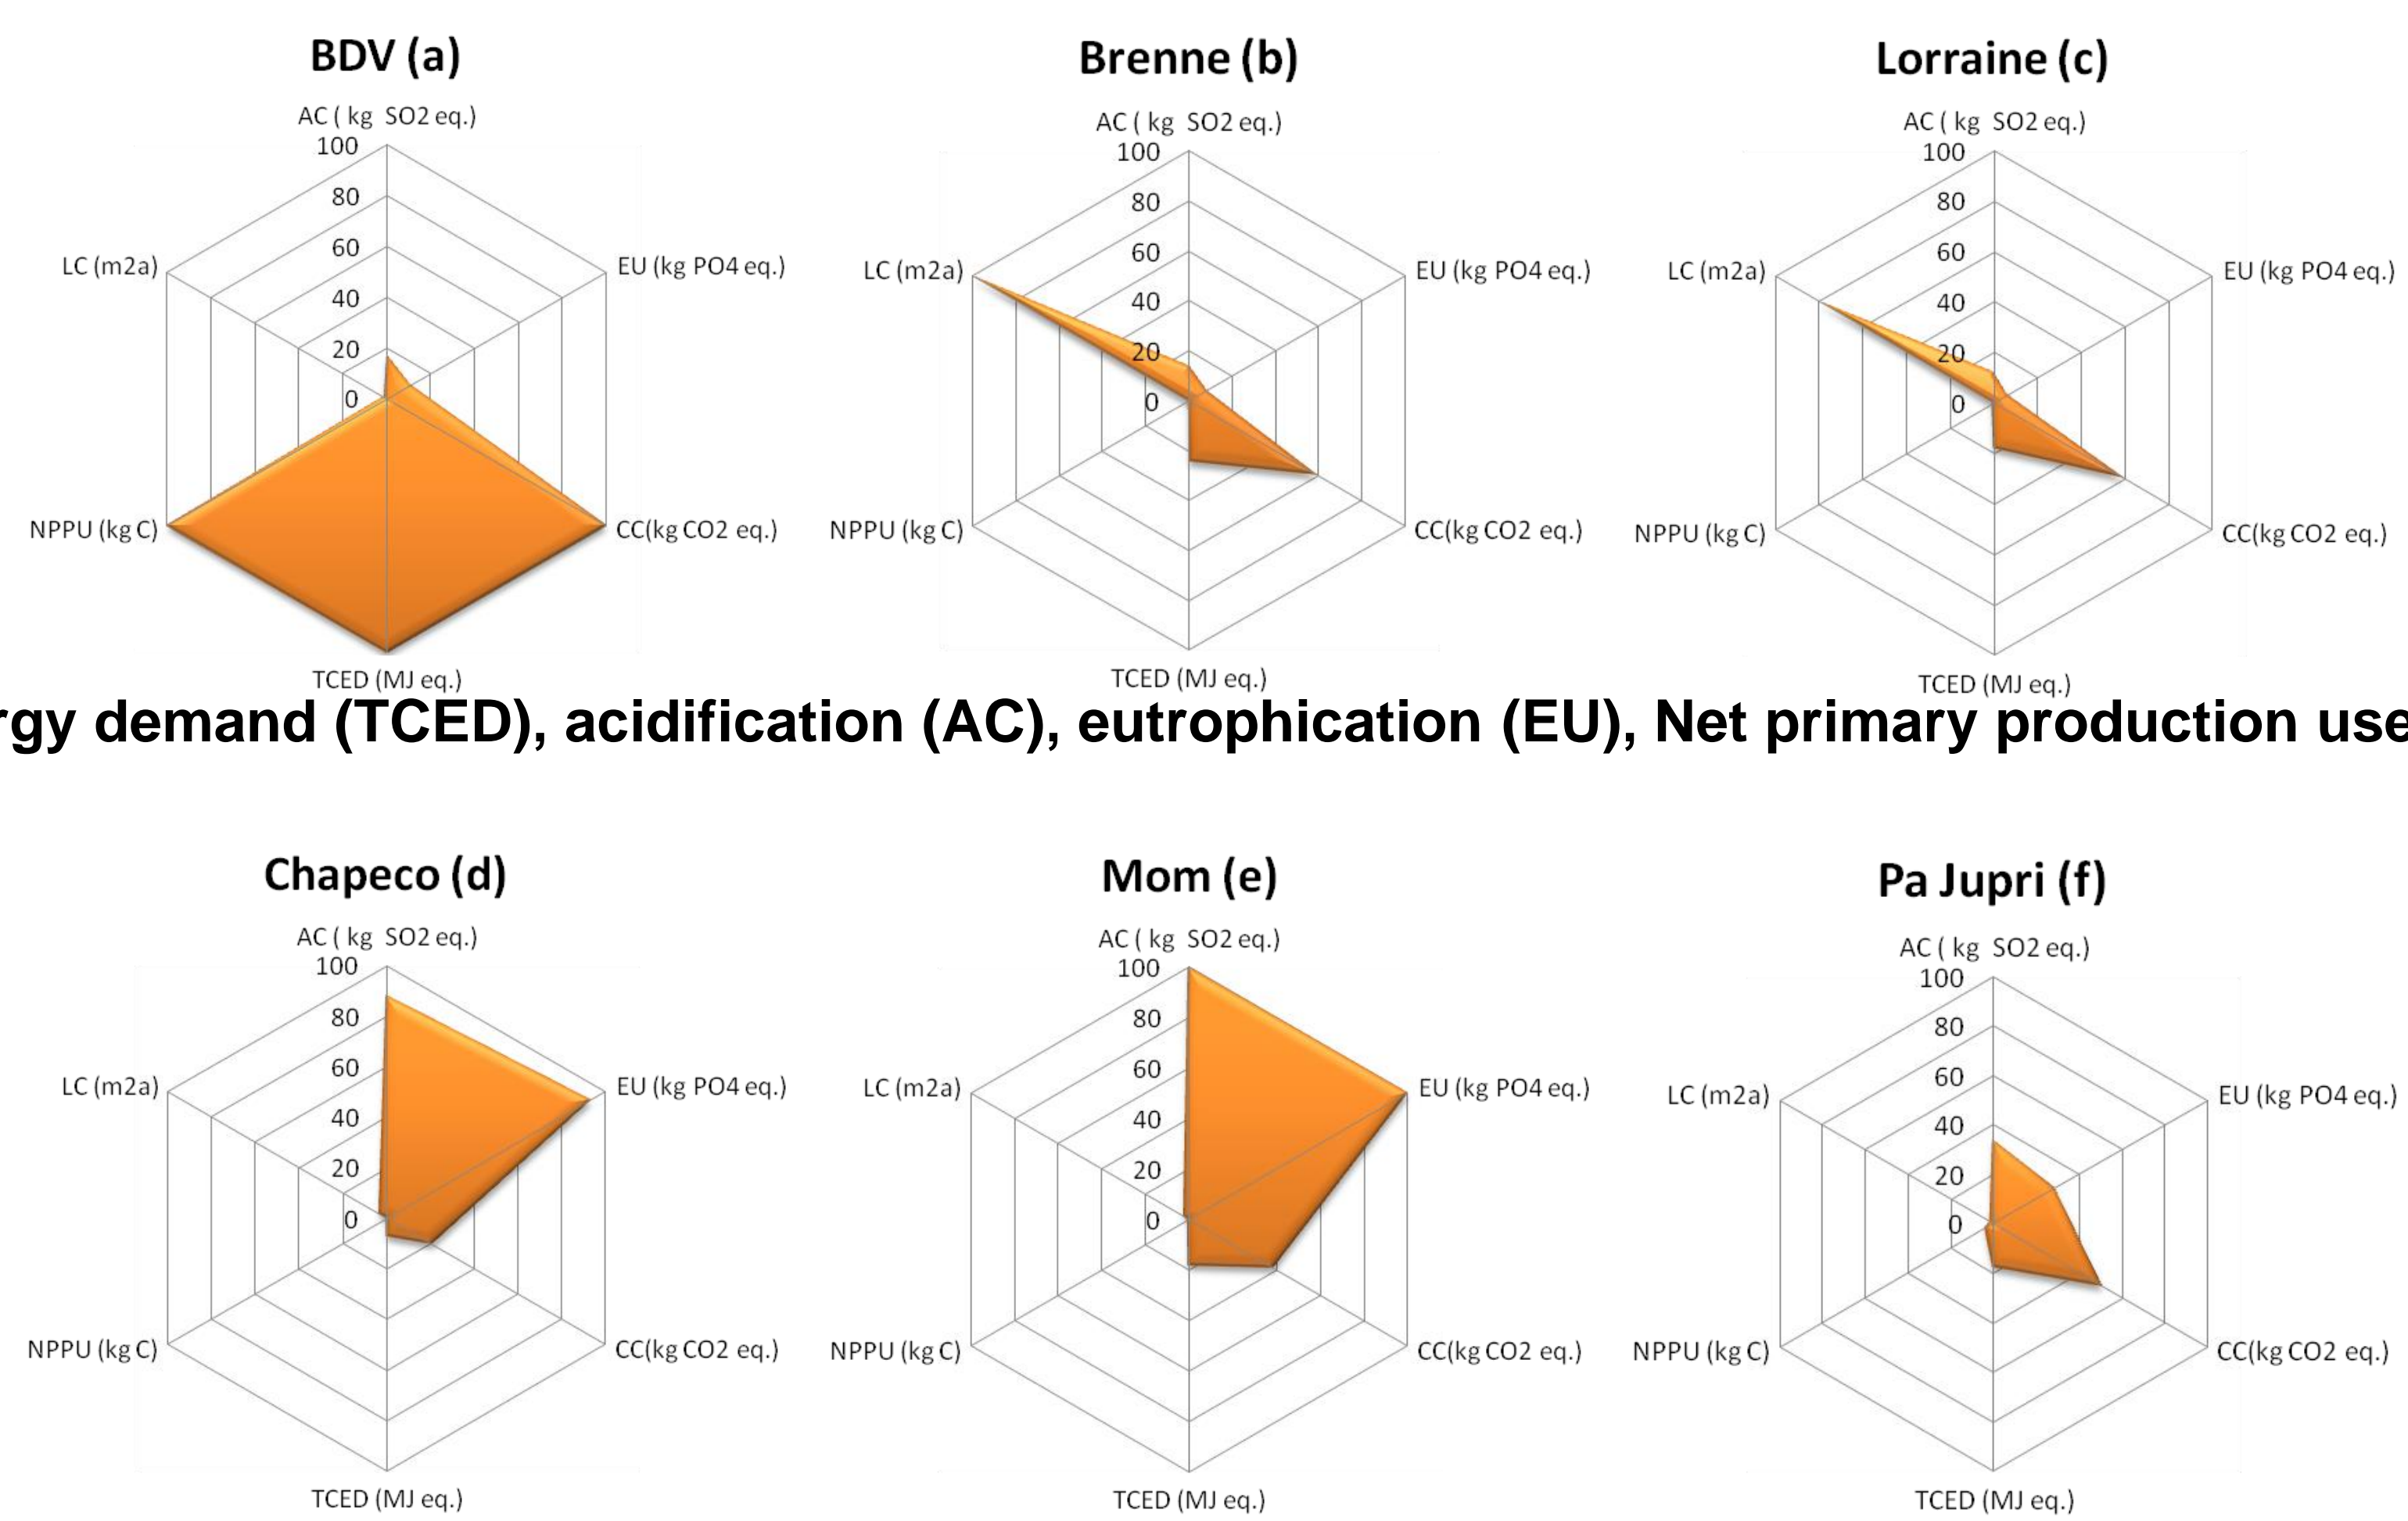 BDV (a)
AC ( kg SO2 eq.)
100
80
60
40
20
0
LC (m2a)
EU (kg PO4 eq.)
NPPU (kg C)
CC(kg CO2 eq.)
TCED (MJ eq.)
Brenne (b)
AC ( kg SO2 eq.)
100
80
60
40
20
0
LC (m2a)
EU (kg PO4 eq.)
NPPU (kg C)
CC(kg CO2 eq.)
TCED (MJ eq.)
Lorraine (c)
AC ( kg SO2 eq.)
100
80
60
40
20
0
LC (m2a)
EU (kg PO4 eq.)
NPPU (kg C)
CC(kg CO2 eq.)
TCED (MJ eq.)
rgy demand (TCED), acidification (AC), eutrophication (EU), Net primary production use
Chapeco (d)
AC ( kg SO2 eq.)
100
80
60
40
20
0
LC (m2a)
EU (kg PO4 eq.)
NPPU (kg C)
CC(kg CO2 eq.)
TCED (MJ eq.)
Mom (e)
AC ( kg SO2 eq.)
100
80
60
40
20
0
LC (m2a)
EU (kg PO4 eq.)
NPPU (kg C)
CC(kg CO2 eq.)
TCED (MJ eq.)
Pa Jupri (f)
AC ( kg SO2 eq.)
100
80
60
40
20
0
LC (m2a)
EU (kg PO4 eq.)
NPPU (kg C)
CC(kg CO2 eq.)
TCED (MJ eq.)